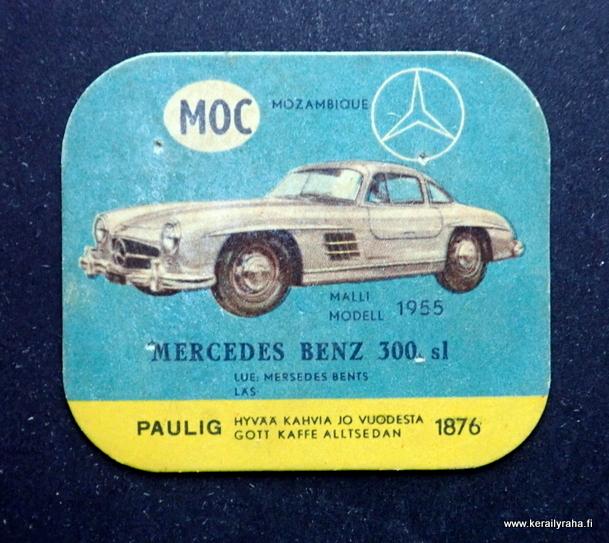 MOC MOZAMBIQUE
MALLI
MODELL 1955
MERCEDES BENZ 300. sl
LUE: MERSEDES BENTS
LÄS
PAULIG HYVÄÄ KAHVIA JO VUODESTA
GOTT KAFFE ALLTSEDAN 1876
www.kerailyraha.fi